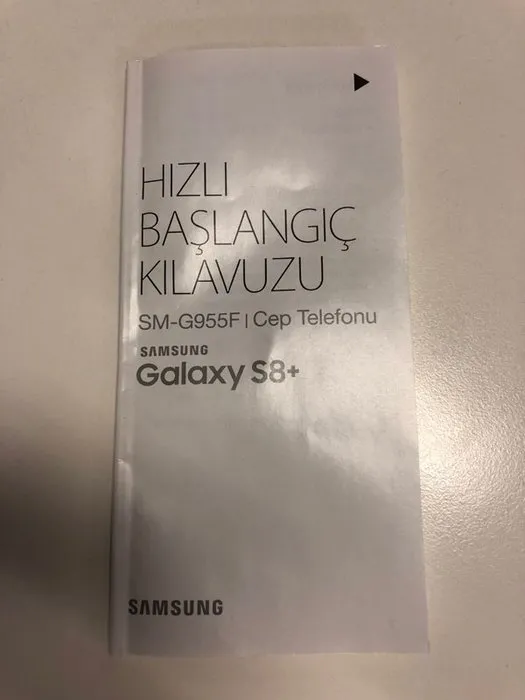 HIZLI
BAŞLANGIÇ
KILAVUZU
SM-G955F | Cep Telefonu
SAMSUNG
Galaxy S8+
SAMSUNG